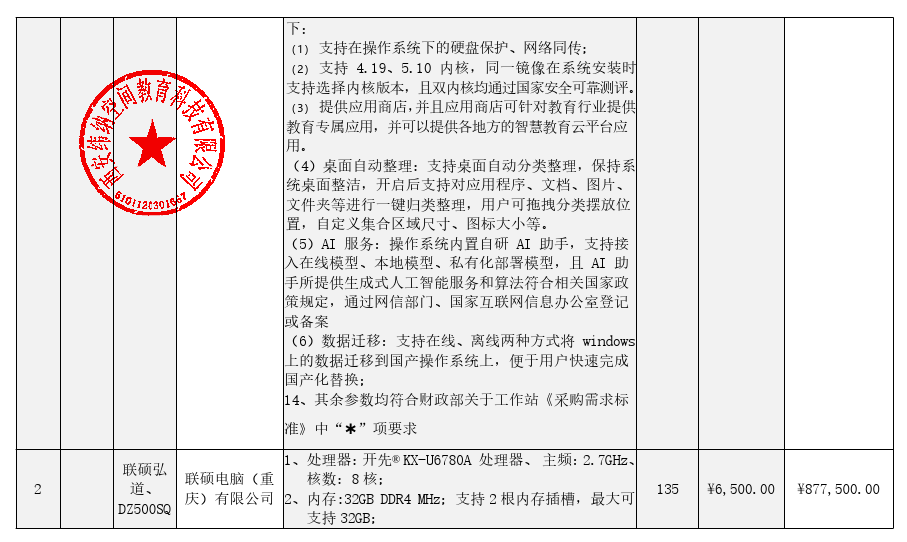 下：
（1） 支持在操作系统下的硬盘保护、网络同传；
（2） 支持 4.19、5.10 内核，同一镜像在系统安装时
支持选择内核版本，且双内核均通过国家安全可靠测评。
（3） 提供应用商店，并且应用商店可针对教育行业提供
教育专属应用，并可以提供各地方的智慧教育云平台应
用。
（4）桌面自动整理：支持桌面自动分类整理，保持系
统桌面整洁，开启后支持对应用程序、文档、图片、
文件夹等进行一键归类整理，用户可拖拽分类摆放位
置，自定义集合区域尺寸、图标大小等。
（5）AI 服务：操作系统内置自研 AI 助手，支持接
入在线模型、本地模型、私有化部署模型，且 AI 助
手所提供生成式人工智能服务和算法符合相关国家政
策规定，通过网信部门、国家互联网信息办公室登记
或备案
（6）数据迁移：支持在线、离线两种方式将 windows
上的数据迁移到国产操作系统上，便于用户快速完成
国产化替换；
14、其余参数均符合财政部关于工作站《采购需求标
准》中“＊”项要求
西安纬纳空间教育科技有限公司
6101120301667
2
联硕弘
道、
DZ500SQ
联硕电脑（重
庆）有限公司
1、处理器：开先® KX-U6780A 处理器、 主频：2.7GHz、
核数：8 核；
2、内存：32GB DDR4 MHz；支持 2 根内存插槽，最大可
支持 32GB；
135
¥6,500.00
¥877,500.00